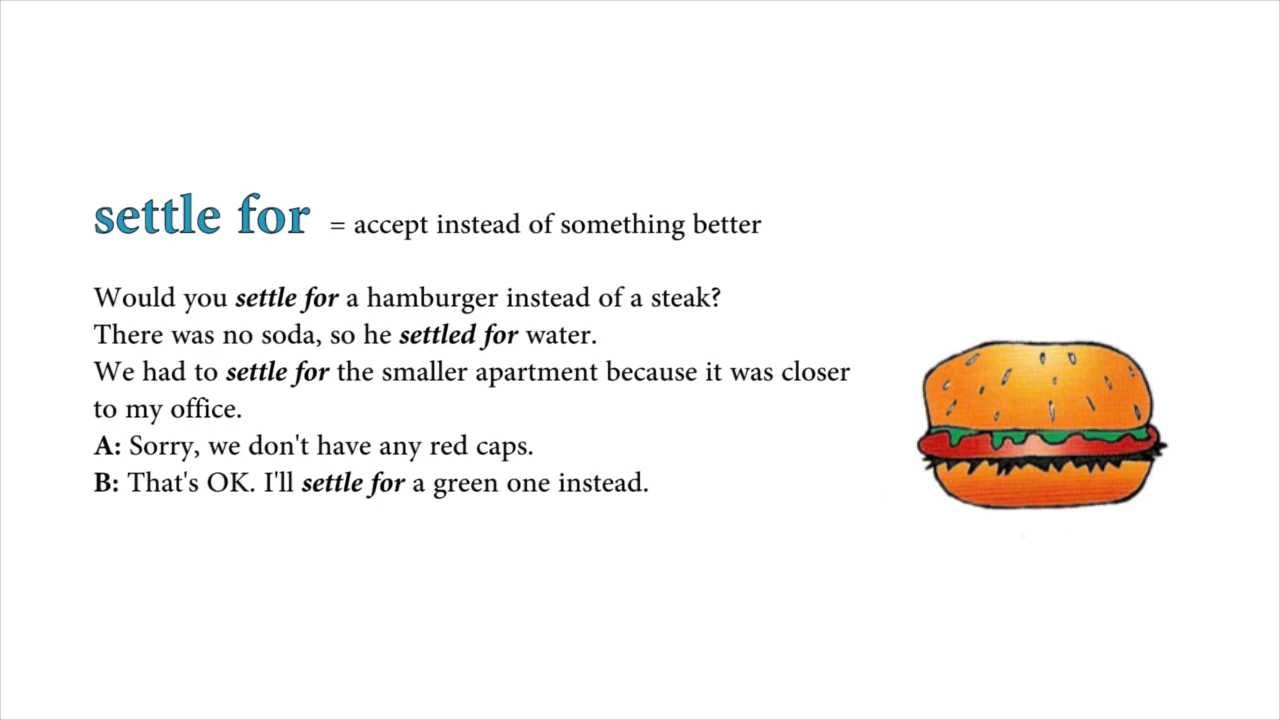 settle for = accept instead of something better
Would you settle for a hamburger instead of a steak?
There was no soda, so he settled for water.
We had to settle for the smaller apartment because it was closer
to my office.
A: Sorry, we don't have any red caps.
B: That's OK. I'll settle for a green one instead.